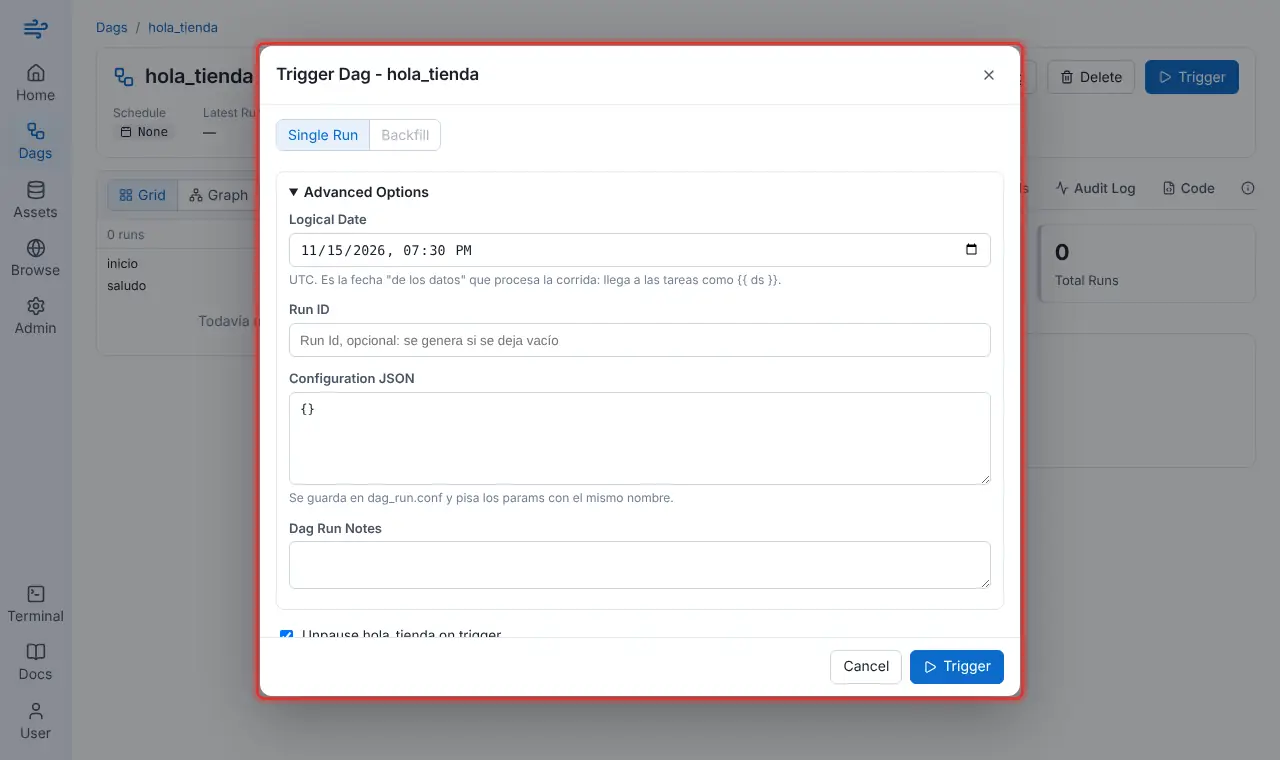 Dags / hola_tienda
Home
Dags
Assets
Browse
Admin
Terminal
Docs
User
hola_tienda
Schedule
None
Latest Ru
—
Delete
Trigger
Grid
Graph
Audit Log
Code
0 runs
inicio
saludo
Todavía
0
Total Runs
Trigger Dag - hola_tienda
Single Run
Backfill
Advanced Options
Logical Date
11/15/2026, 07:30 PM
UTC. Es la fecha "de los datos" que procesa la corrida: llega a las tareas como {{ ds }}.
Run ID
Run Id, opcional: se genera si se deja vacío
Configuration JSON
{}
Se guarda en dag_run.conf y pisa los params con el mismo nombre.
Dag Run Notes
Unpause hola_tienda on trigger
Cancel
Trigger